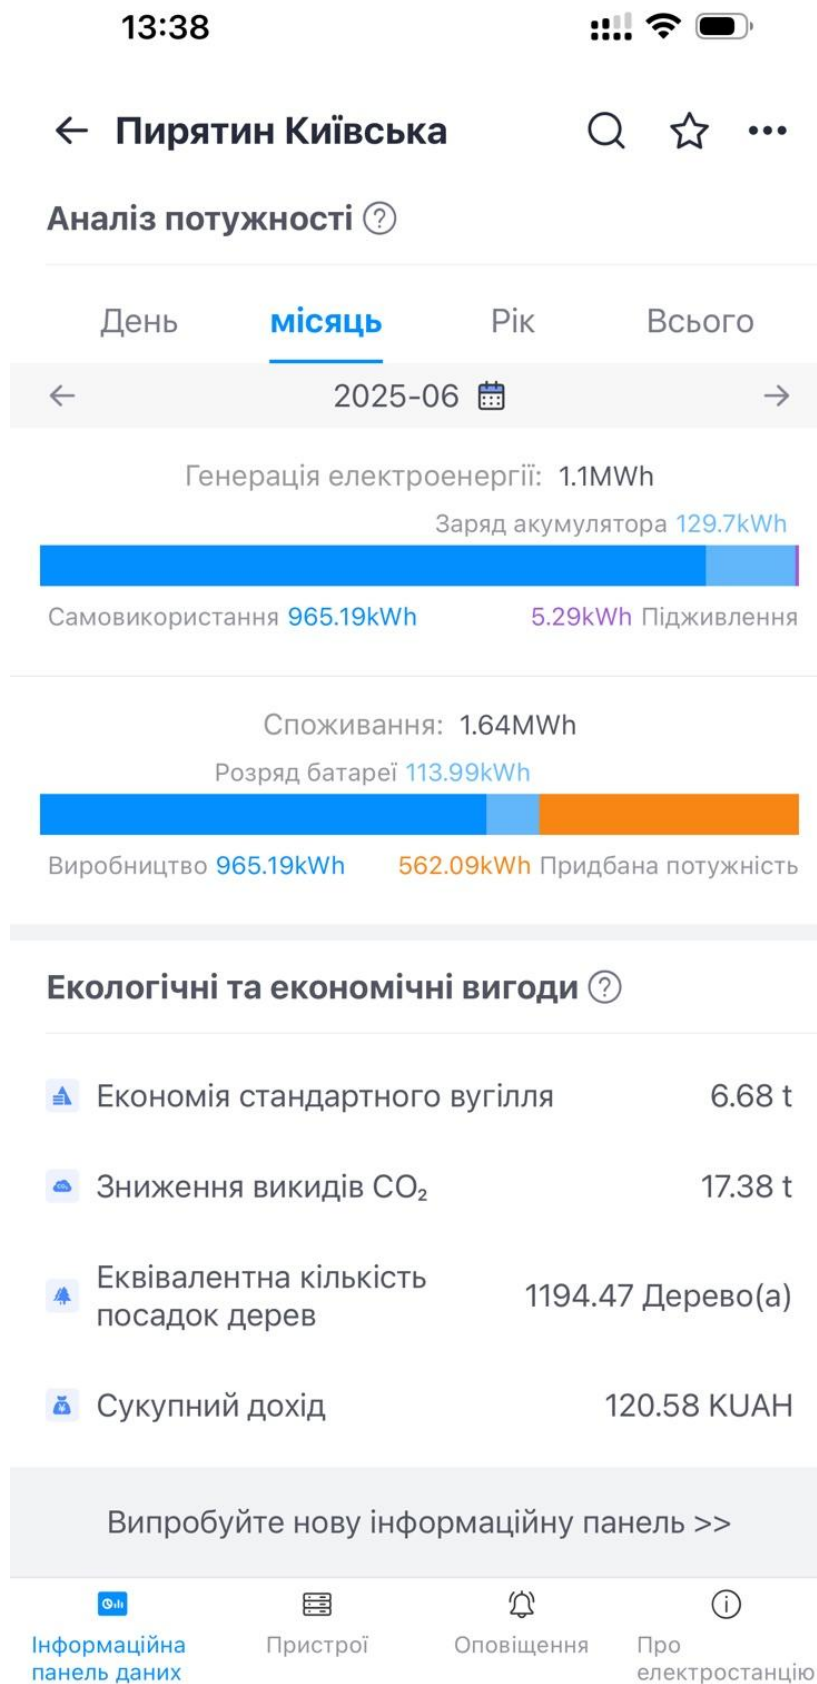 13:38
Пирятин Київська
Аналіз потужності
День місяць Рік Всього
2025-06
Генерація електроенергії: 1.1MWh
Заряд акумулятора 129.7kWh
Самовикористання 965.19kWh 5.29kWh Підживлення
Споживання: 1.64MWh
Розряд батареї 113.99kWh
Виробництво 965.19kWh 562.09kWh Придбана потужність
Екологічні та економічні вигоди
Економія стандартного вугілля 6.68 t
Зниження викидів CO₂ 17.38 t
Еквівалентна кількість
посадок дерев 1194.47 Дерево(а)
Сукупний дохід 120.58 KUAH
Випробуйте нову інформаційну панель >>
Інформаційна
панель даних
Пристрої
Оповіщення
Про
електростанцію